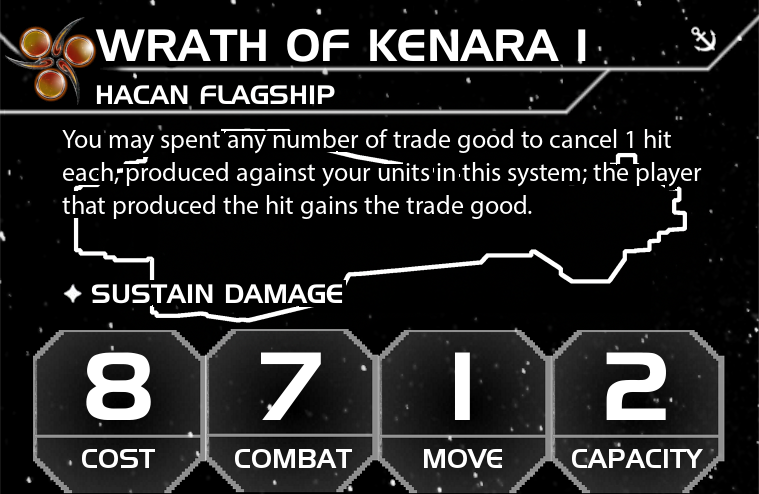 WRATH OF KENARA I
HACAN FLAGSHIP
You may spent any number of trade good to cancel 1 hit
each, produced against your units in this system; the player
that produced the hit gains the trade good.
SUSTAIN DAMAGE
8 7 1 2
COST COMBAT MOVE CAPACITY